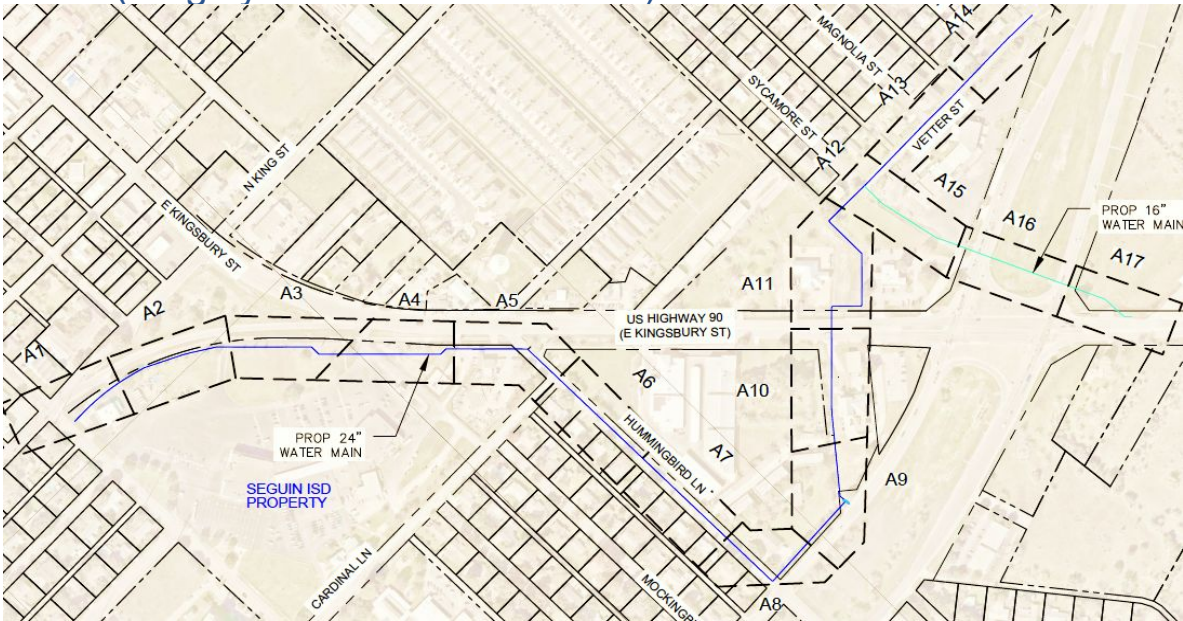 MAGNOLIA ST
A14
SYCAMORE ST
A13
VETTER ST
A12
N KING ST
A15
E KINGSBURY ST
A16
PROP 16"
WATER MAIN
A17
A11
A3
A4
A5
A2
US HIGHWAY 90
(E KINGSBURY ST)
A1
A6
A10
HUMMINGBIRD LN
A7
PROP 24"
WATER MAIN
A9
SEGUIN ISD
PROPERTY
CARDINAL LN
A8